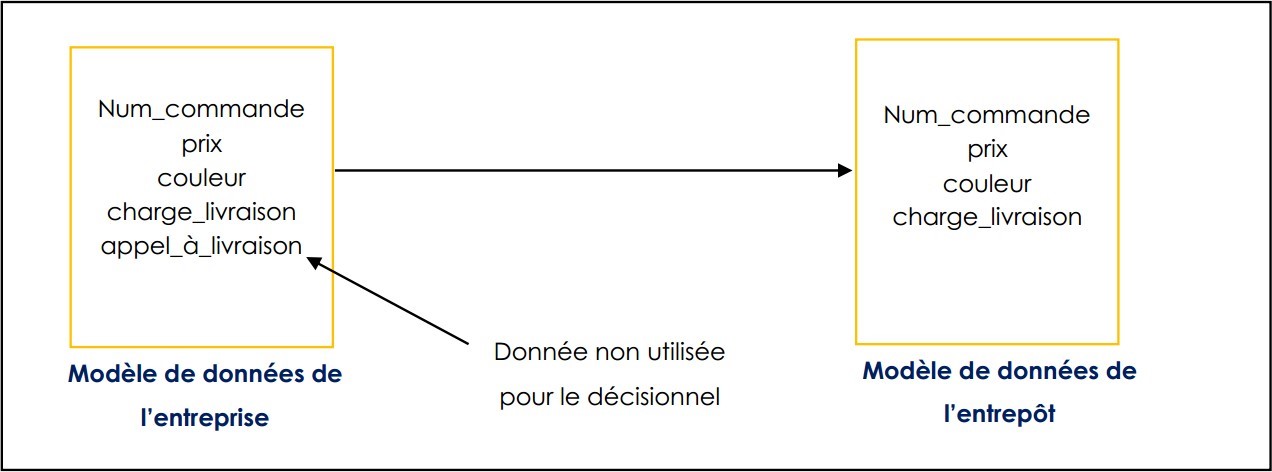 Num_commande
prix
couleur
charge_livraison
appel_à_livraison
Modèle de données de
l’entreprise
Donnée non utilisée
pour le décisionnel
Num_commande
prix
couleur
charge_livraison
Modèle de données de
l’entrepôt